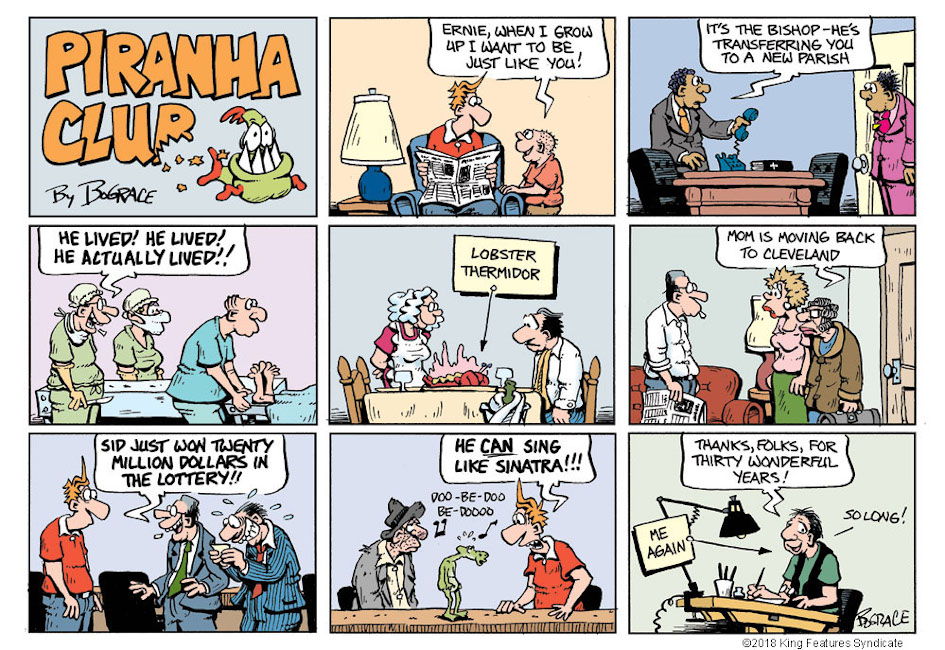 PIRANHA
CLUB
By BoGRACE
ERNIE, WHEN I GROW
UP I WANT TO BE
JUST LIKE YOU!
IT'S THE BISHOP-HE'S
TRANSFERRING YOU
TO A NEW PARISH
HE LIVED! HE LIVED!
HE ACTUALLY LIVED!!
LOBSTER
THERMIDOR
MOM IS MOVING BACK
TO CLEVELAND
SID JUST WON TWENTY
MILLION DOLLARS IN
THE LOTTERY!!
HE CAN SING
LIKE SINATRA!!!
DOO-BE-DOO
BE-DOOOO
THANKS, FOLKS, FOR
THIRTY WONDERFUL
YEARS!
SO LONG!
ME
AGAIN
BoGRACE
©2018 King Features Syndicate